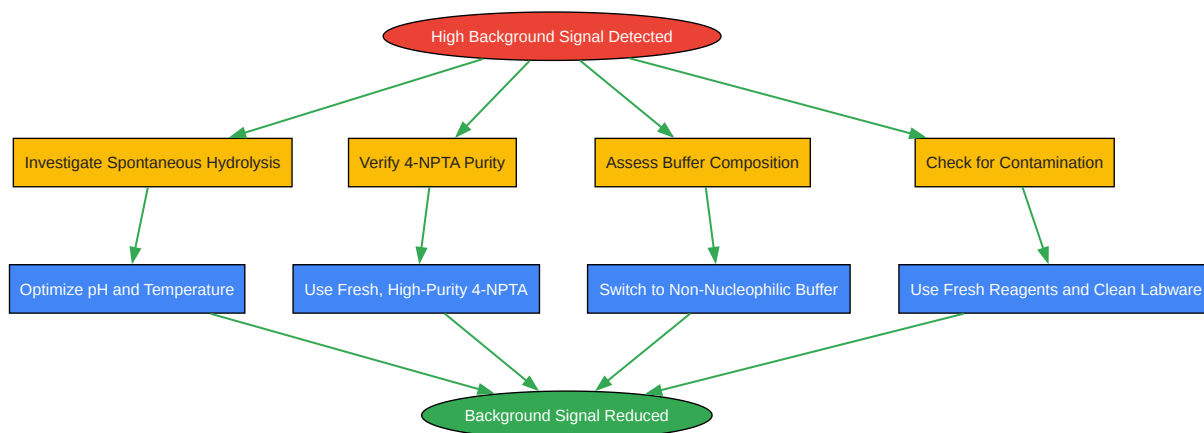 High Background Signal Detected
Investigate Spontaneous Hydrolysis
Verify 4-NPTA Purity
Assess Buffer Composition
Check for Contamination
Optimize pH and Temperature
Use Fresh, High-Purity 4-NPTA
Switch to Non-Nucleophilic Buffer
Use Fresh Reagents and Clean Labware
Background Signal Reduced